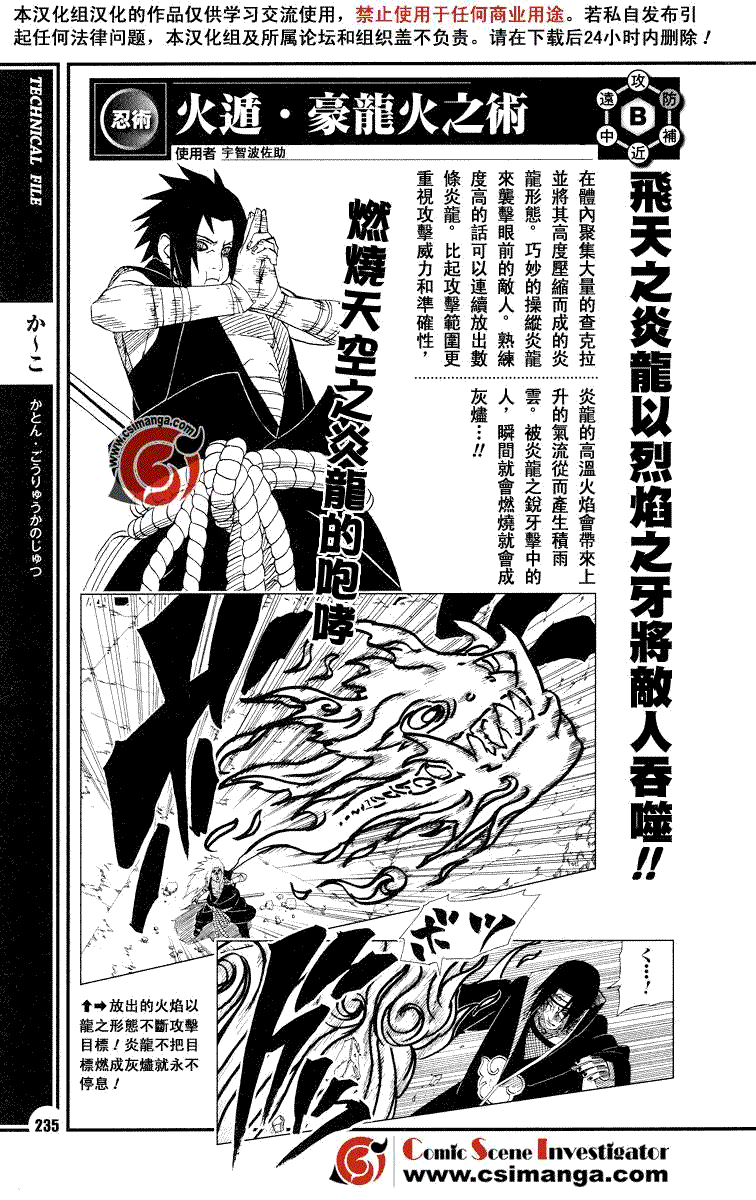 本汉化组汉化的作品仅供学习交流使用，禁止使用于任何商业用途。若私自发布引
起任何法律问题，本汉化组及所属论坛和组织盖不负责。请在下载后24小时内删除！
TECHNICAL FILE
か～こ
かとん・ごうりゅうかのじゅつ
忍術
火遁・豪龍火之術
使用者 宇智波佐助
攻
防
補
近
中
遠
B
飛天之炎龍以烈焰之牙將敵人吞噬!!
在體內聚集大量的查克拉
並將其高度壓縮而成的炎
龍形態。巧妙的操縱炎龍
來襲擊眼前的敵人。熟練
度高的話可以連續放出數
條炎龍。比起攻擊範圍更
重視攻擊威力和準確性，
炎龍的高溫火焰會帶來上
升的氣流從而產生積雨
雲。被炎龍之銳牙擊中的
人，瞬間就會燃燒就會成
灰燼…!!
燃燒天空之炎龍的咆哮
www.csimanga.com
ボッ
く…!
⬆➡放出的火焰以
龍之形態不斷攻擊
目標！炎龍不把目
標燃成灰燼就永不
停息！
235
Comic Scene Investigator
www.csimanga.com